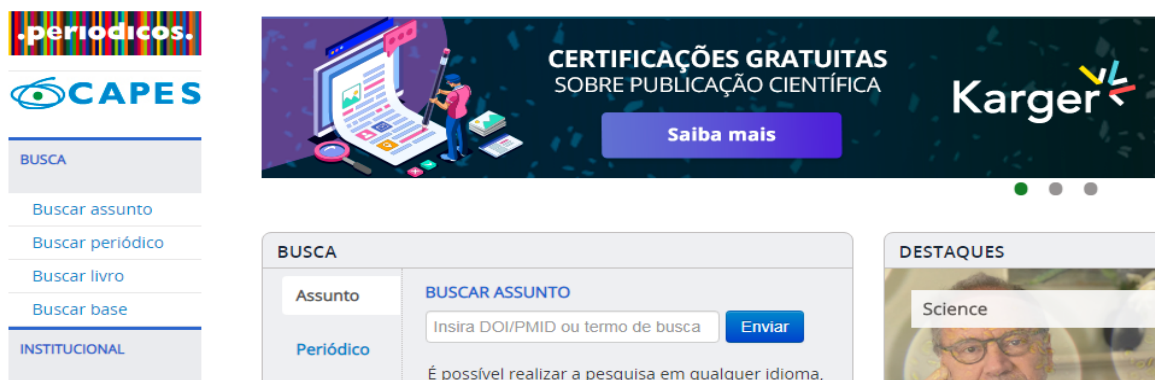 .periodicos.
CAPES
BUSCA
Buscar assunto
Buscar periódico
Buscar livro
Buscar base
INSTITUCIONAL
CERTIFICAÇÕES GRATUITAS
SOBRE PUBLICAÇÃO CIENTÍFICA
Saiba mais
Karger
BUSCA
Assunto
Periódico
BUSCAR ASSUNTO
Insira DOI/PMID ou termo de busca
Enviar
É possível realizar a pesquisa em qualquer idioma,
DESTAQUES
Science